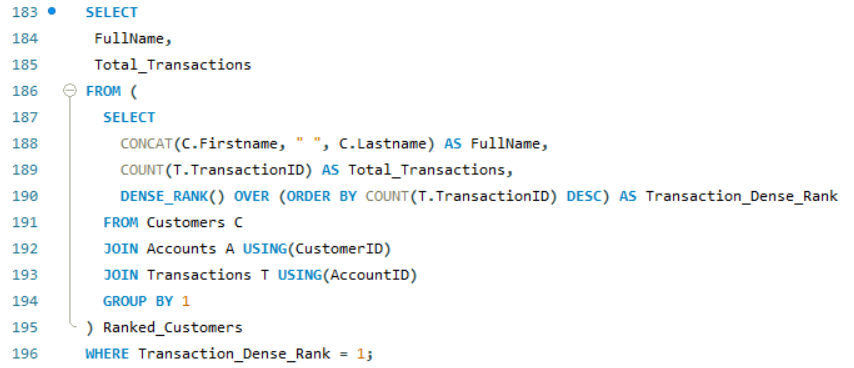 183 SELECT
184 FullName,
185 Total_Transactions
186 FROM (
187 SELECT
188 CONCAT(C.Firstname, " ", C.Lastname) AS FullName,
189 COUNT(T.TransactionID) AS Total_Transactions,
190 DENSE_RANK() OVER (ORDER BY COUNT(T.TransactionID) DESC) AS Transaction_Dense_Rank
191 FROM Customers C
192 JOIN Accounts A USING(CustomerID)
193 JOIN Transactions T USING(AccountID)
194 GROUP BY 1
195 ) Ranked_Customers
196 WHERE Transaction_Dense_Rank = 1;